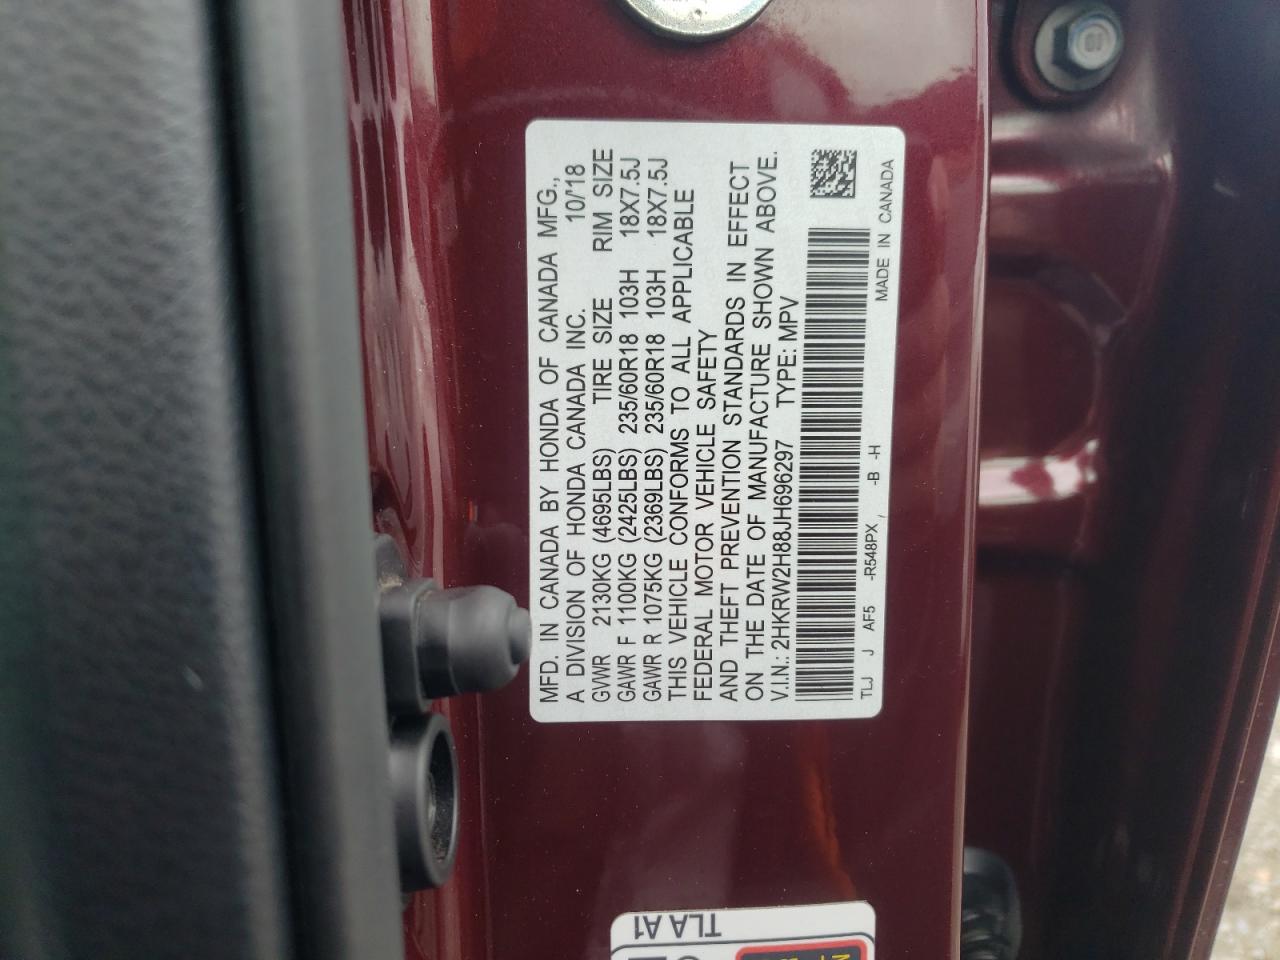 MFD. IN CANADA BY HONDA OF CANADA MFG.,
A DIVISION OF HONDA CANADA INC. 10/'18
GVWR 2130KG (4695LBS) TIRE SIZE RIM SIZE
GAWR F 1100KG (2425LBS) 235/60R18 103H 18X7.5J
GAWR R 1075KG (2369LBS) 235/60R18 103H 18X7.5J
THIS VEHICLE CONFORMS TO ALL APPLICABLE
FEDERAL MOTOR VEHICLE SAFETY
AND THEFT PREVENTION STANDARDS IN EFFECT
ON THE DATE OF MANUFACTURE SHOWN ABOVE.
V.I.N.: 2HKRW2H88JH696297 TYPE: MPV
TLJ J AF5 -R548PX , -B -H MADE IN CANADA
TLA A1